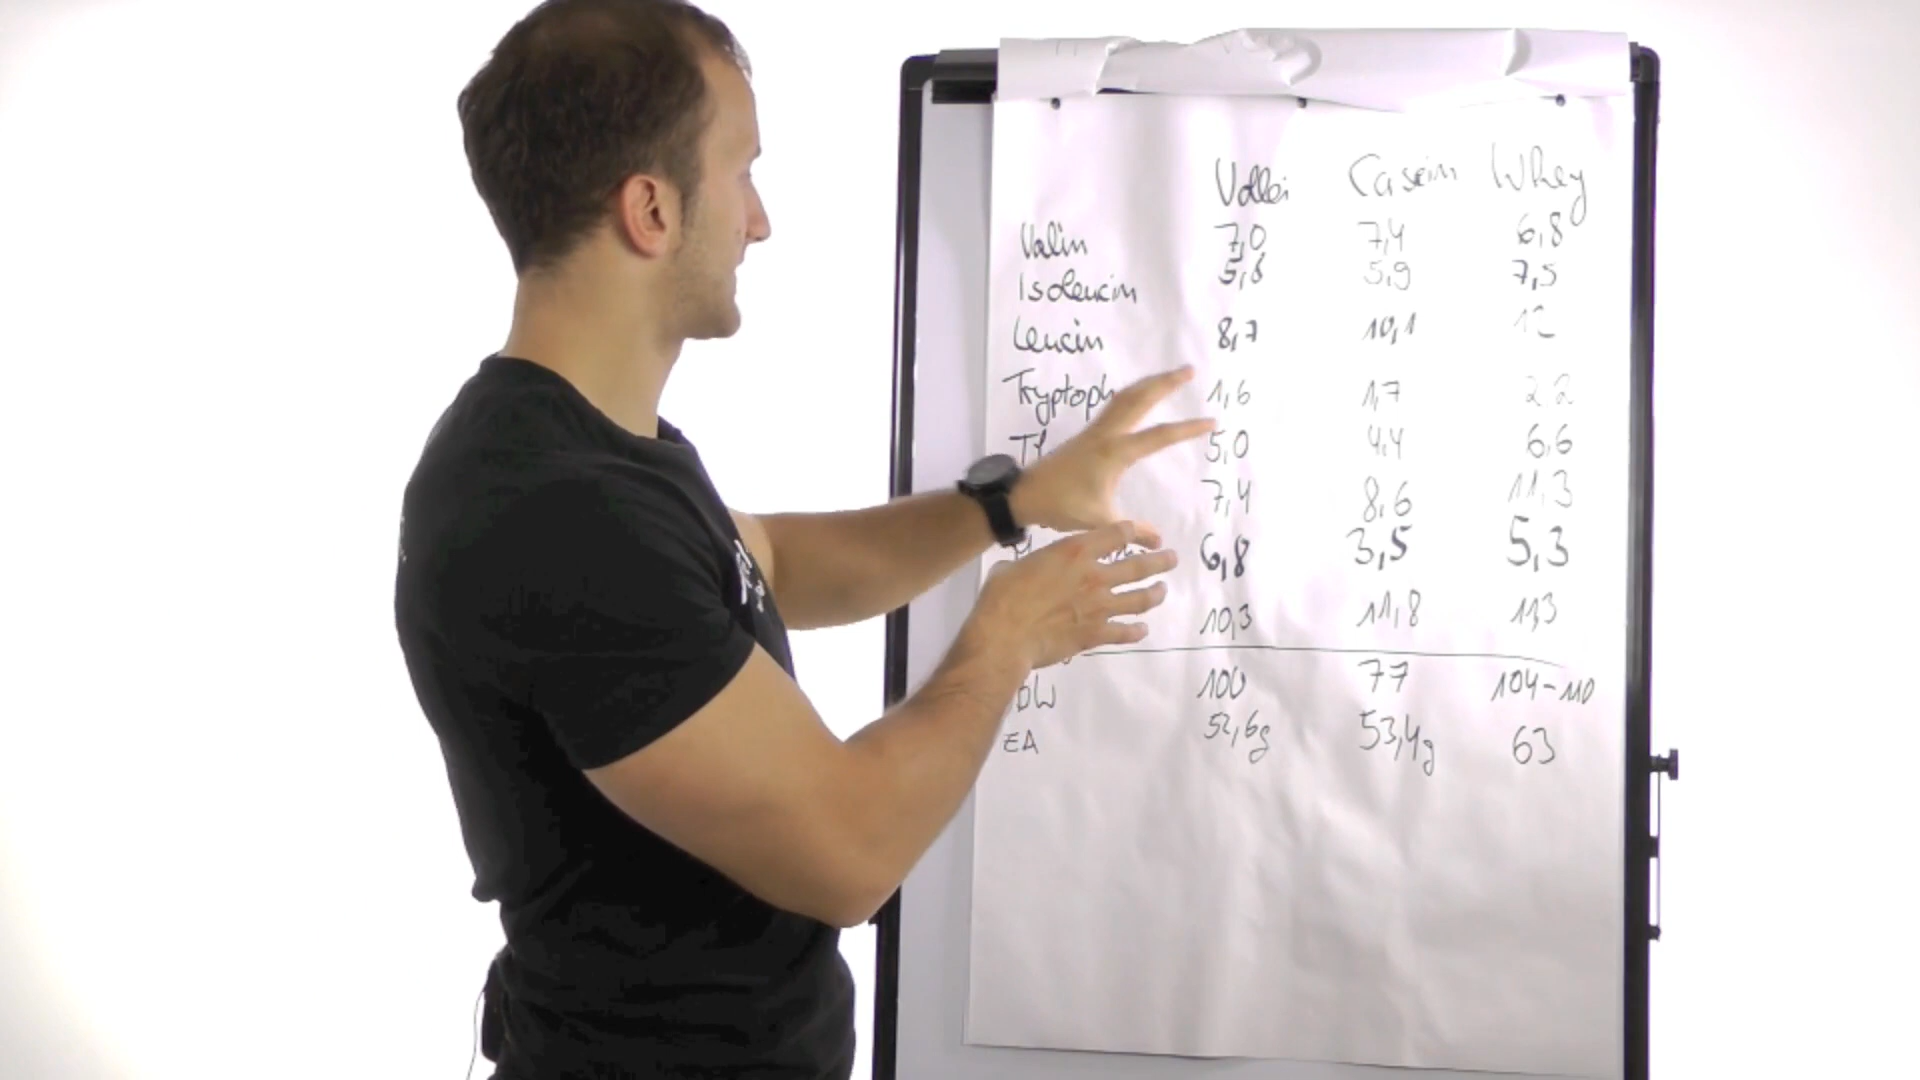 Vollei Casein Whey
Valin 7,0 7,4 6,8
Isoleucin 5,8 5,9 7,5
Leucin 8,7 10,1 12
Tryptoph 1,6 1,7 2,2
5,0 4,4 6,6
7,4 8,6 11,3
6,8 3,5 5,3
10,3 11,8 11,3
BW 100 77 104-110
EA 52,6g 53,4g 63